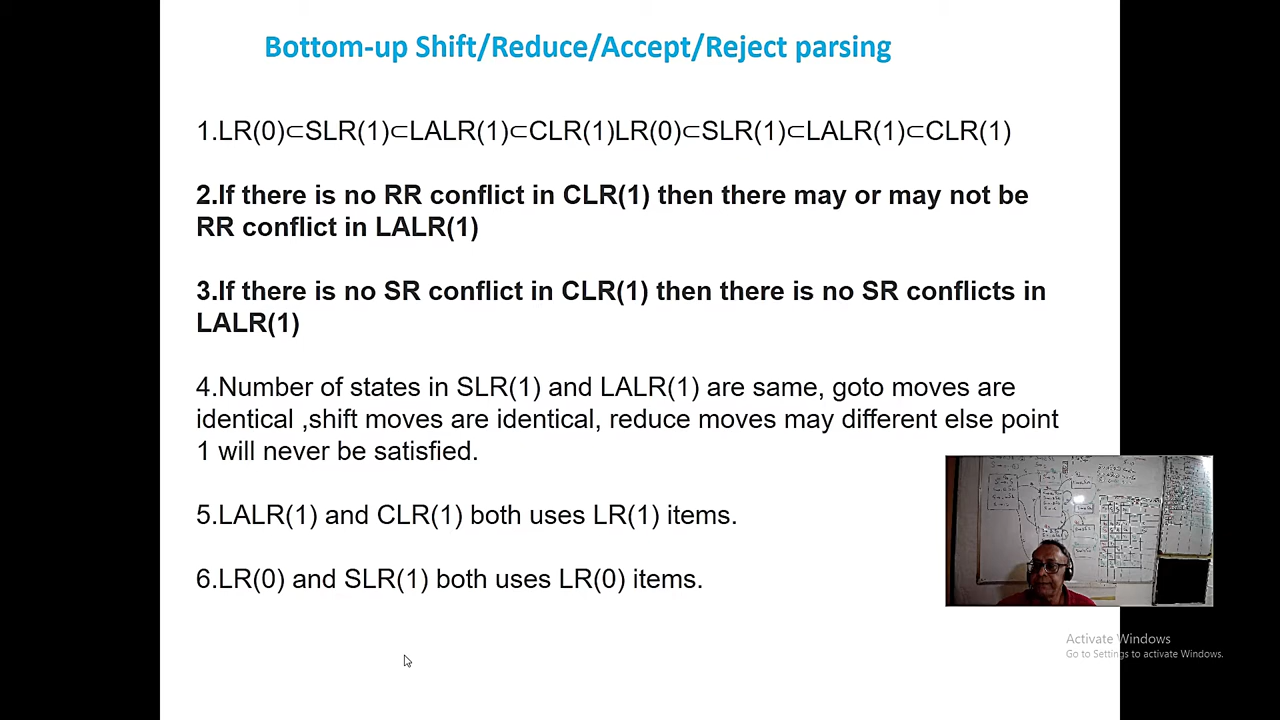 Bottom-up Shift/Reduce/Accept/Reject parsing
1.LR(0)⊂SLR(1)⊂LALR(1)⊂CLR(1)LR(0)⊂SLR(1)⊂LALR(1)⊂CLR(1)
2.If there is no RR conflict in CLR(1) then there may or may not be
RR conflict in LALR(1)
3.If there is no SR conflict in CLR(1) then there is no SR conflicts in
LALR(1)
4.Number of states in SLR(1) and LALR(1) are same, goto moves are
identical ,shift moves are identical, reduce moves may different else point
1 will never be satisfied.
5.LALR(1) and CLR(1) both uses LR(1) items.
6.LR(0) and SLR(1) both uses LR(0) items.
Activate Windows
Go to Settings to activate Windows.